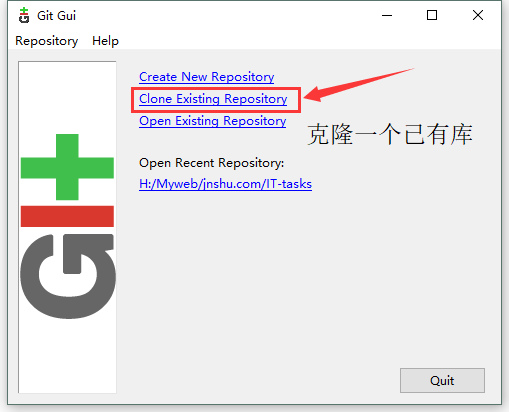 Git Gui
Repository Help
Create New Repository
Clone Existing Repository
Open Existing Repository
克隆一个已有库
Open Recent Repository:
H:/Myweb/jnshu.com/IT-tasks
GIt
Quit